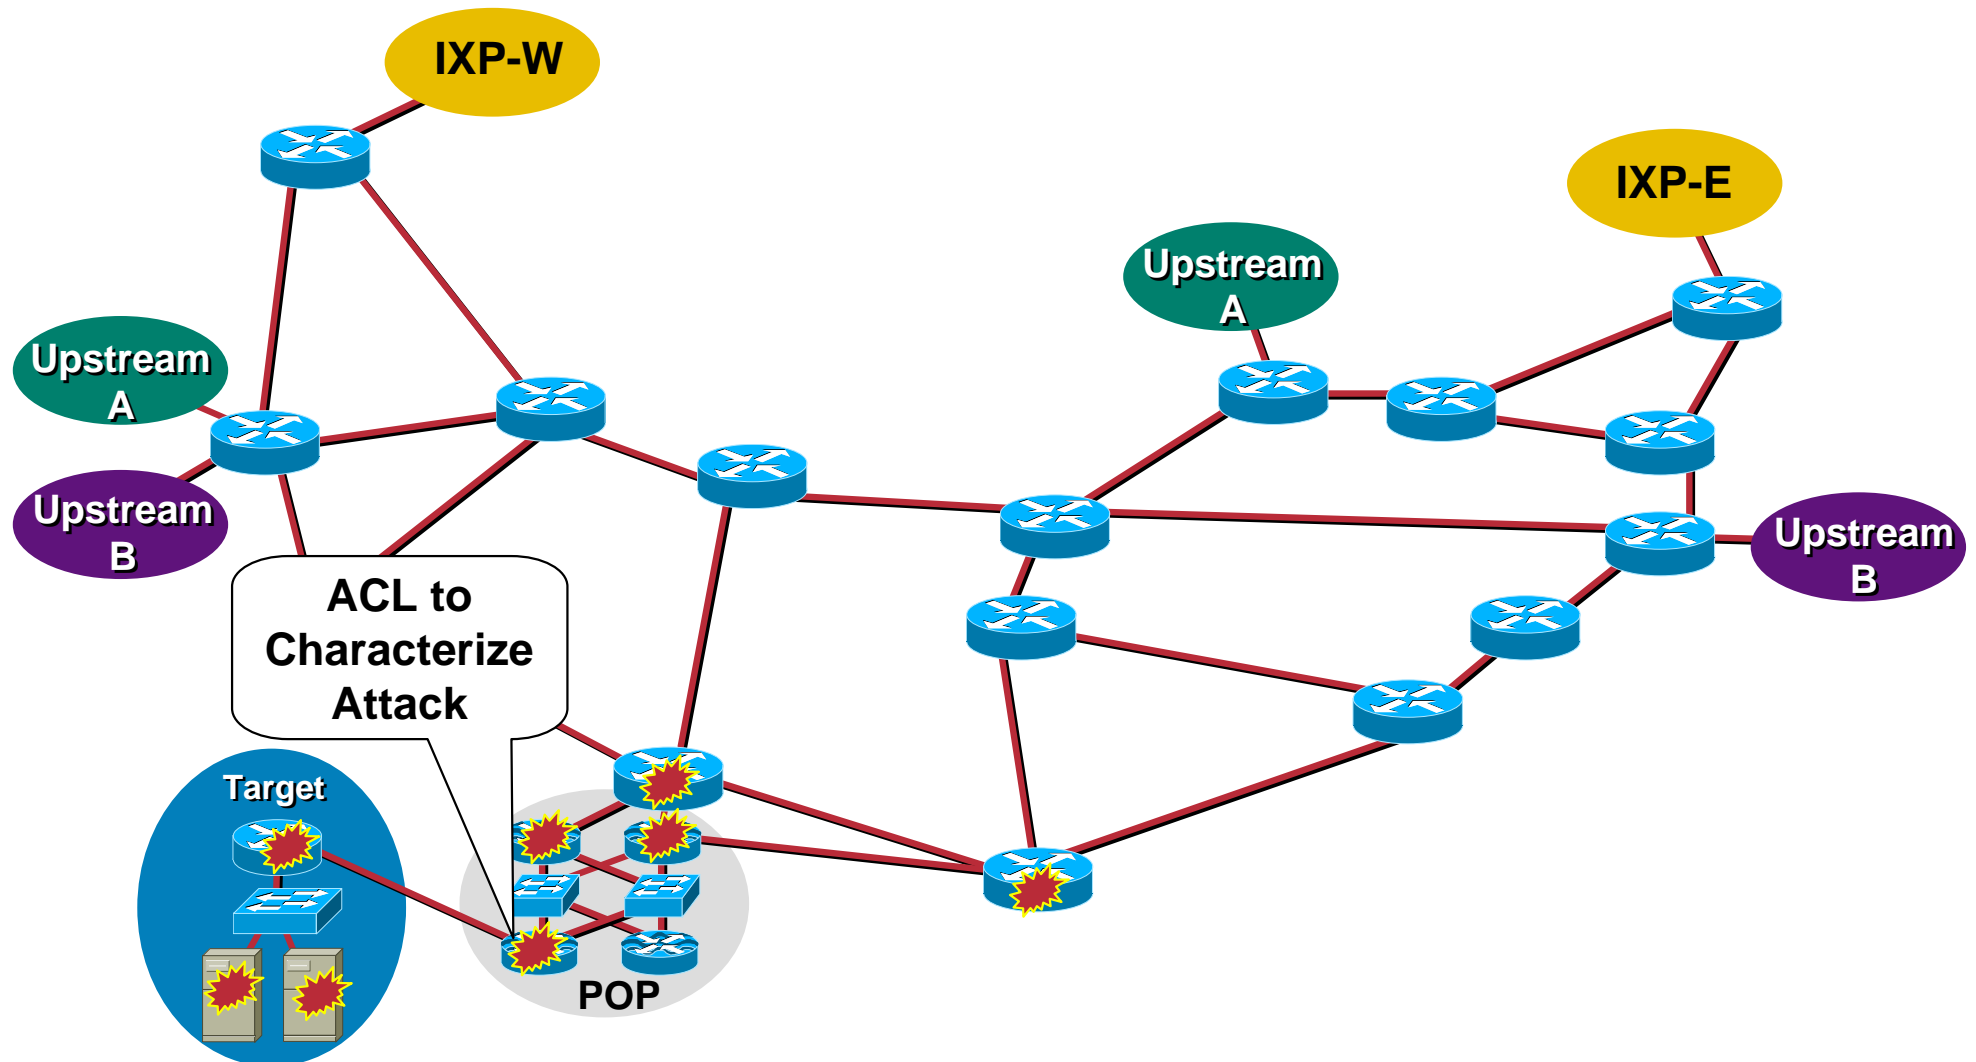 IXP-W
IXP-E
Upstream
A
Upstream
A
Upstream
B
Upstream
B
ACL to
Characterize
Attack
Target
POP